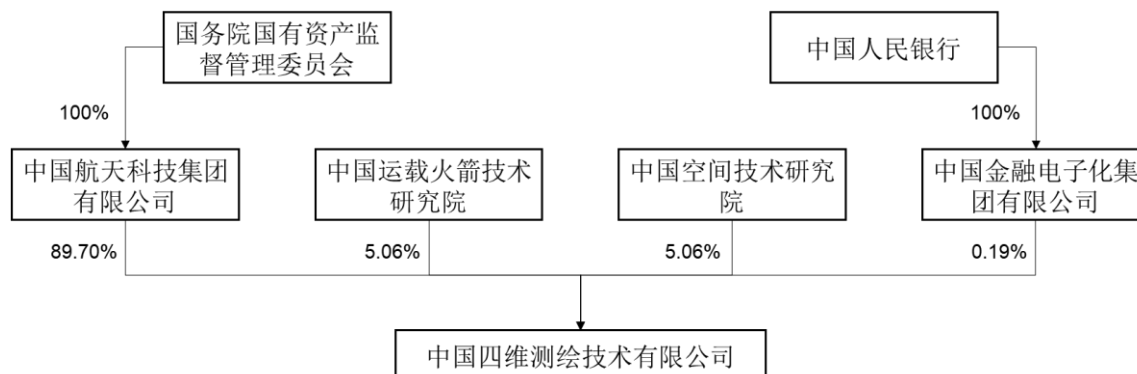 国务院国有资产监
督管理委员会
中国人民银行
100%
100%
中国航天科技集团
有限公司
中国运载火箭技术
研究院
中国空间技术研究
院
中国金融电子化集
团有限公司
89.70%
5.06%
5.06%
0.19%
中国四维测绘技术有限公司